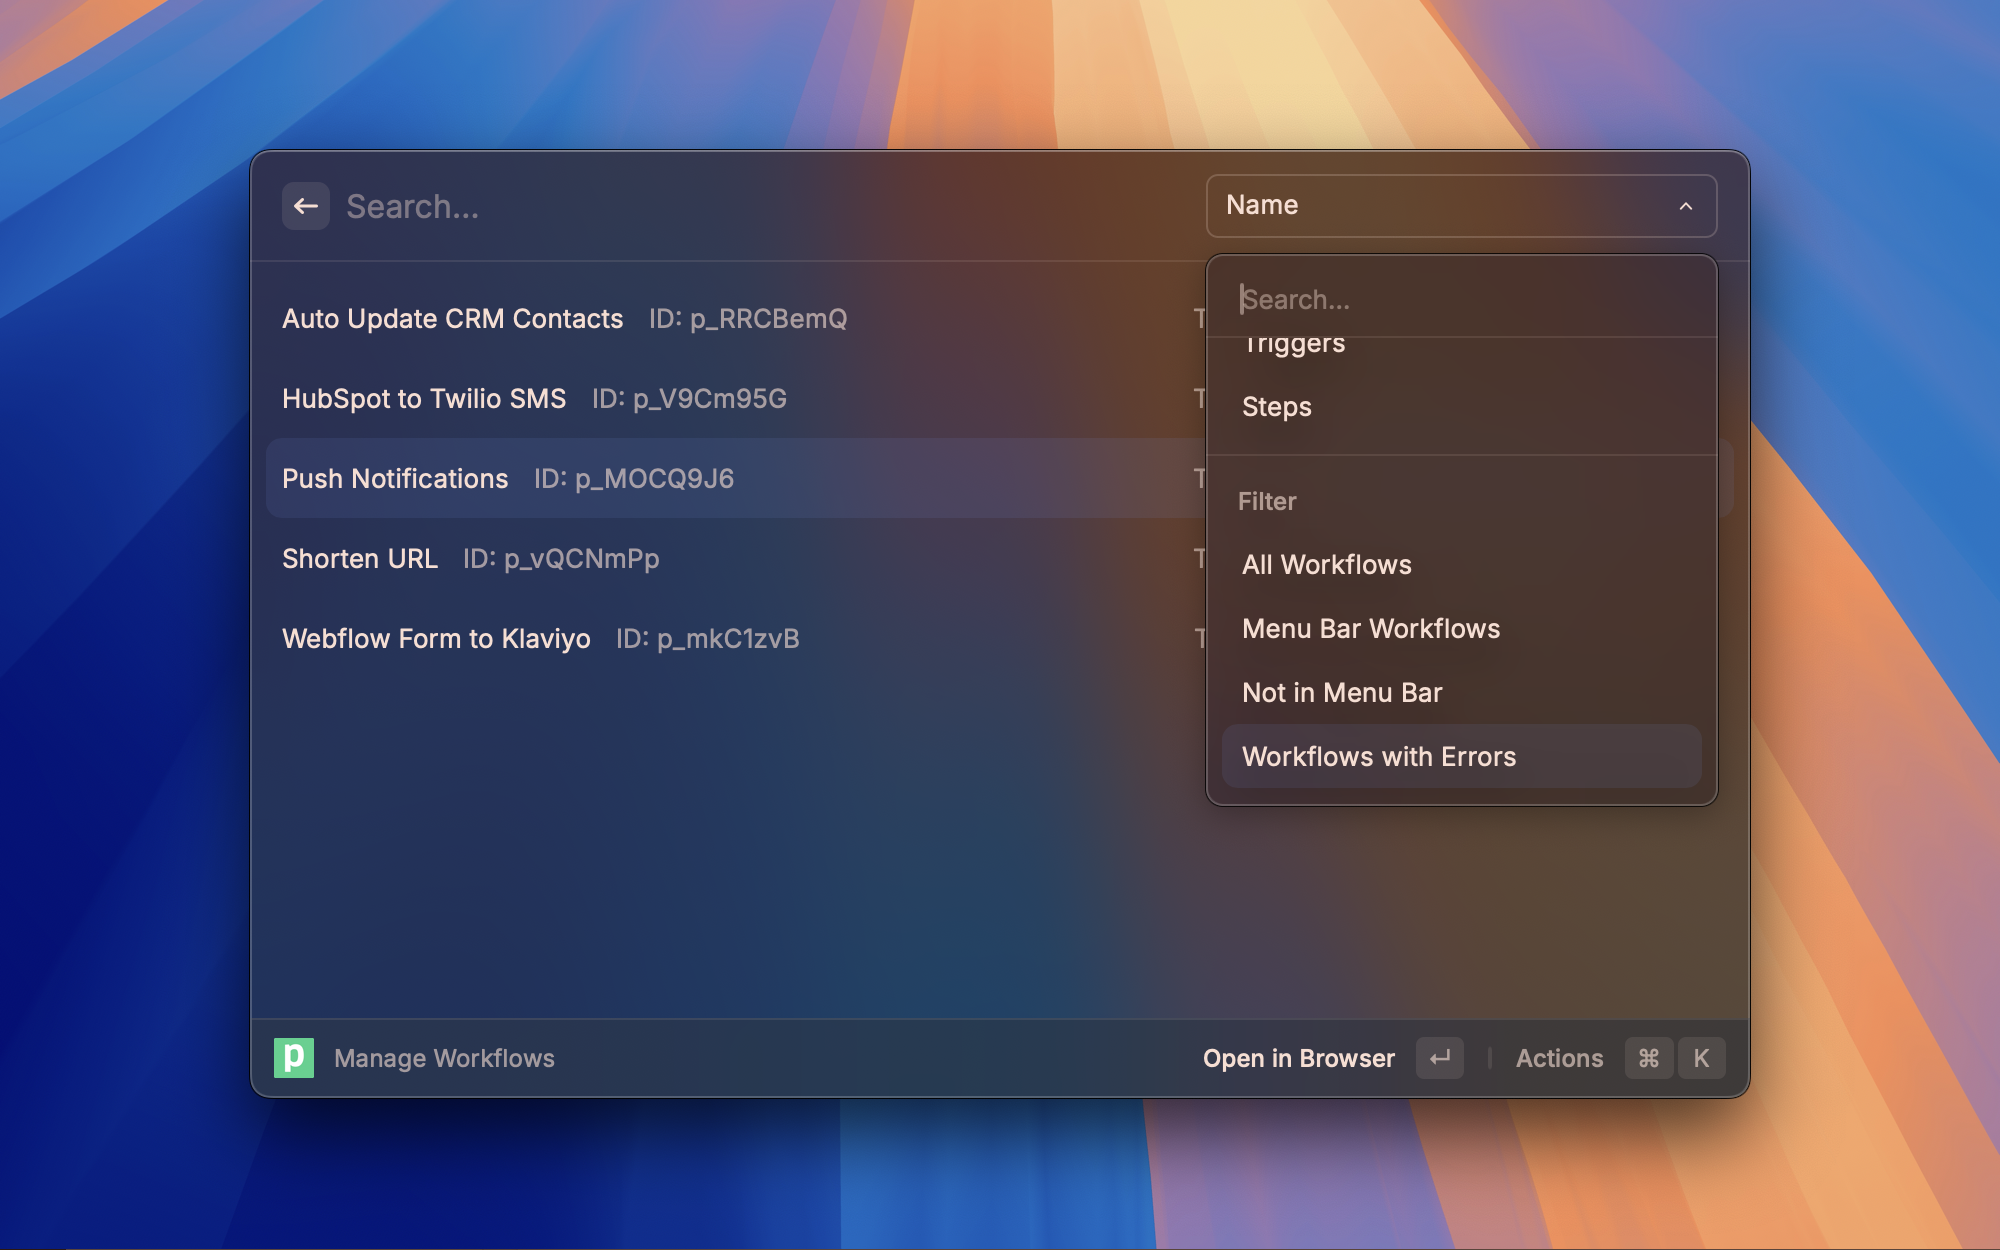 Search...
Name
Search...
Triggers
Steps
Filter
All Workflows
Menu Bar Workflows
Not in Menu Bar
Workflows with Errors
Auto Update CRM Contacts ID: p_RRCBemQ T
HubSpot to Twilio SMS ID: p_V9Cm95G T
Push Notifications ID: p_MOCQ9J6 T
Shorten URL ID: p_vQCNmPp T
Webflow Form to Klaviyo ID: p_mkC1zvB T
p Manage Workflows
Open in Browser ↵ | Actions ⌘ K